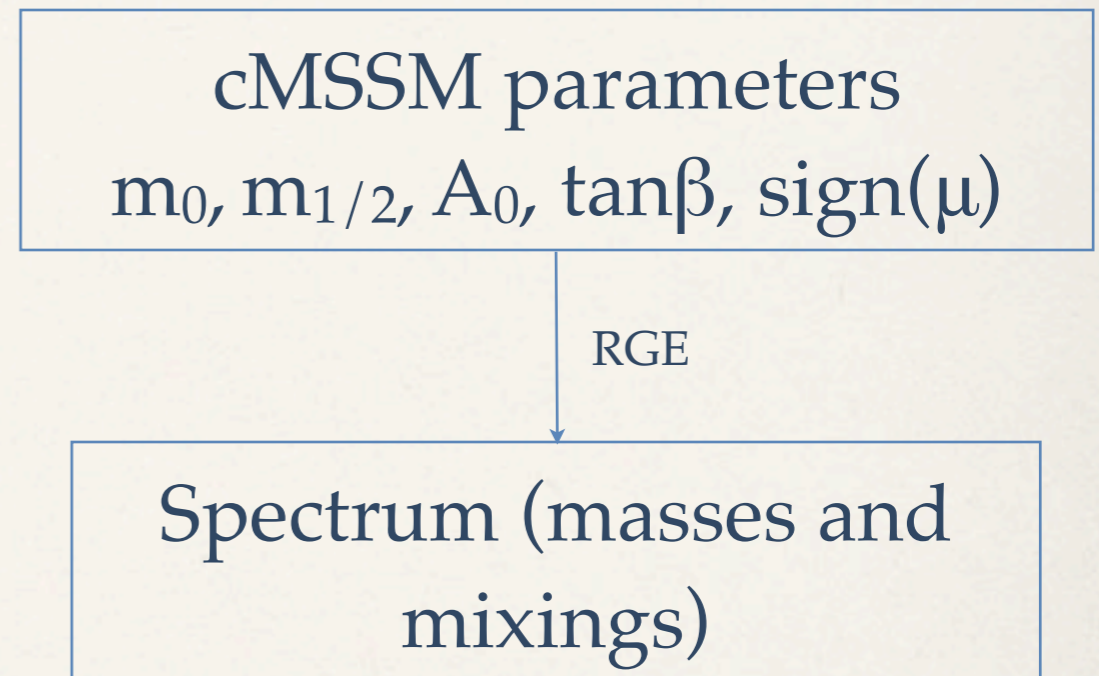 cMSSM parameters
m₀, m₁/₂, A₀, tanβ, sign(μ)
RGE
Spectrum (masses and
mixings)